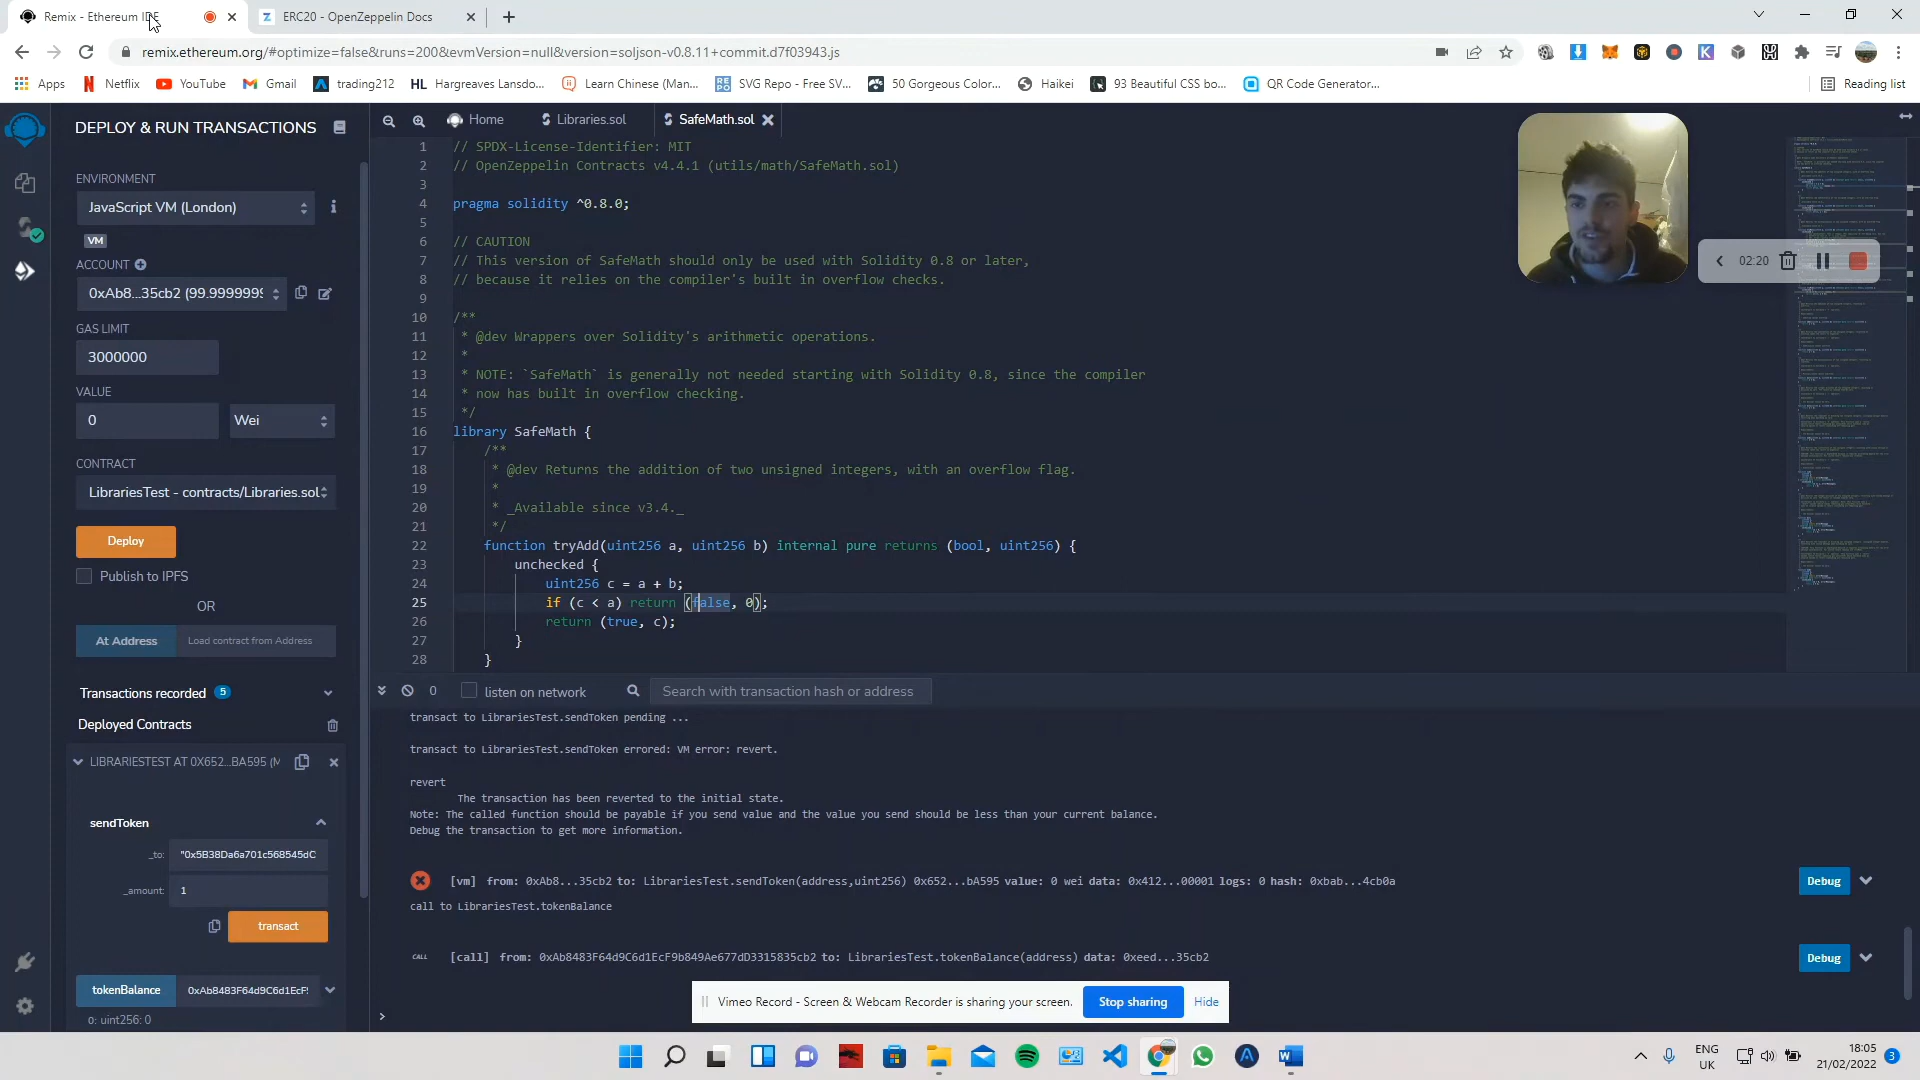 Remix - Ethereum IDE
ERC20 - OpenZeppelin Docs
remix.ethereum.org/#optimize=false&runs=200&evmVersion=null&version=soljson-v0.8.11+commit.d7f03943.js
Apps
Netflix
YouTube
Gmail
trading212
HL Hargreaves Lansdo...
Learn Chinese (Man...
SVG Repo - Free SV...
50 Gorgeous Color...
Haikei
93 Beautiful CSS bo...
QR Code Generator...
Reading list
DEPLOY & RUN TRANSACTIONS
ENVIRONMENT
JavaScript VM (London)
VM
ACCOUNT
0xAb8...35cb2 (99.9999999
GAS LIMIT
3000000
VALUE
0
Wei
CONTRACT
LibrariesTest - contracts/Libraries.sol
Deploy
Publish to IPFS
OR
At Address
Load contract from Address
Transactions recorded 5
Deployed Contracts
LIBRARIESTEST AT 0X652...BA595 (M
sendToken
_to: "0x5B38Da6a701c568545dC
_amount: 1
transact
tokenBalance 0xAb8483F64d9C6d1EcF9
0: uint256: 0
Home
Libraries.sol
SafeMath.sol
1 // SPDX-License-Identifier: MIT
2 // OpenZeppelin Contracts v4.4.1 (utils/math/SafeMath.sol)
3
4 pragma solidity ^0.8.0;
5
6 // CAUTION
7 // This version of SafeMath should only be used with Solidity 0.8 or later,
8 // because it relies on the compiler's built in overflow checks.
9
10 /**
11 * @dev Wrappers over Solidity's arithmetic operations.
12 *
13 * NOTE: `SafeMath` is generally not needed starting with Solidity 0.8, since the compiler
14 * now has built in overflow checking.
15 */
16 library SafeMath {
17 /**
18 * @dev Returns the addition of two unsigned integers, with an overflow flag.
19 *
20 * _Available since v3.4._
21 */
22 function tryAdd(uint256 a, uint256 b) internal pure returns (bool, uint256) {
23 unchecked {
24 uint256 c = a + b;
25 if (c < a) return (false, 0);
26 return (true, c);
27 }
28 }
02:20
0
listen on network
Search with transaction hash or address
transact to LibrariesTest.sendToken pending ...
transact to LibrariesTest.sendToken errored: VM error: revert.
revert
The transaction has been reverted to the initial state.
Note: The called function should be payable if you send value and the value you send should be less than your current balance.
Debug the transaction to get more information.
[vm] from: 0xAb8...35cb2 to: LibrariesTest.sendToken(address,uint256) 0x652...bA595 value: 0 wei data: 0x412...00001 logs: 0 hash: 0xbab...4cb0a
Debug
call to LibrariesTest.tokenBalance
CALL [call] from: 0xAb8483F64d9C6d1EcF9b849Ae677dD3315835cb2 to: LibrariesTest.tokenBalance(address) data: 0xeed...35cb2
Debug
>
Vimeo Record - Screen & Webcam Recorder is sharing your screen.
Stop sharing
Hide
ENG
UK
18:05
21/02/2022
3